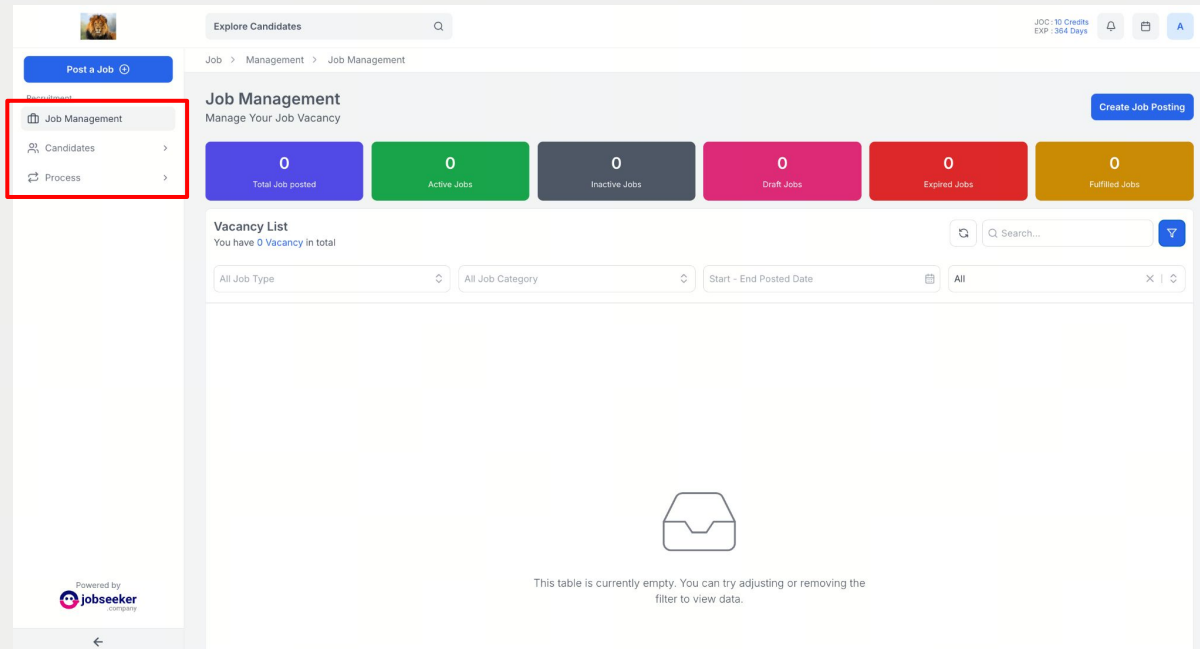 Explore Candidates
JOC : 10 Credits
EXP : 364 Days
A
Post a Job
Job > Management > Job Management
Recruitment
Job Management
Candidates
Process
Job Management
Manage Your Job Vacancy
Create Job Posting
0
Total Job posted
0
Active Jobs
0
Inactive Jobs
0
Draft Jobs
0
Expired Jobs
0
Fulfilled Jobs
Vacancy List
You have 0 Vacancy in total
Search...
All Job Type
All Job Category
Start - End Posted Date
All
This table is currently empty. You can try adjusting or removing the
filter to view data.
Powered by
jobseeker
.company